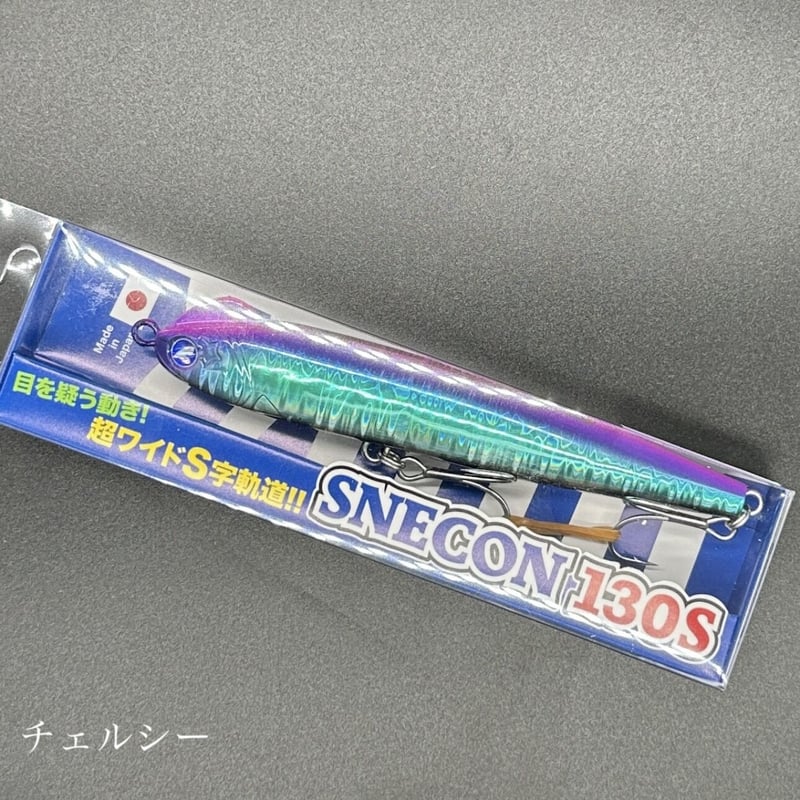 Made
in
Japan
目を疑う動き!
超ワイドS字軌道!!
SNECON-130S
チェルシー